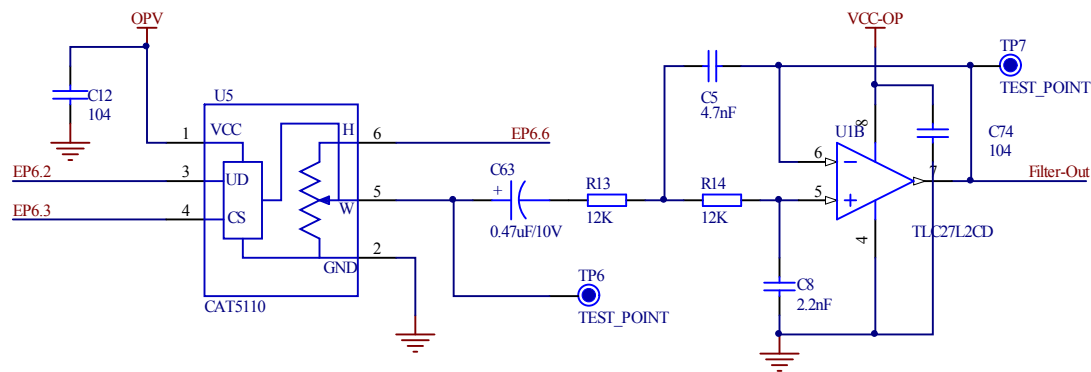 OPV
VCC-OP
TP7
C12
104
U5
C5
4.7nF
TEST_POINT
1
VCC
H
6
EP6.6
U1B
8
C74
104
EP6.2
3
UD
C63
R13
R14
6
−
7
Filter-Out
5
W
+
5
+
EP6.3
4
CS
12K
12K
0.47uF/10V
4
TLC27L2CD
2
GND
TP6
C8
2.2nF
CAT5110
TEST_POINT